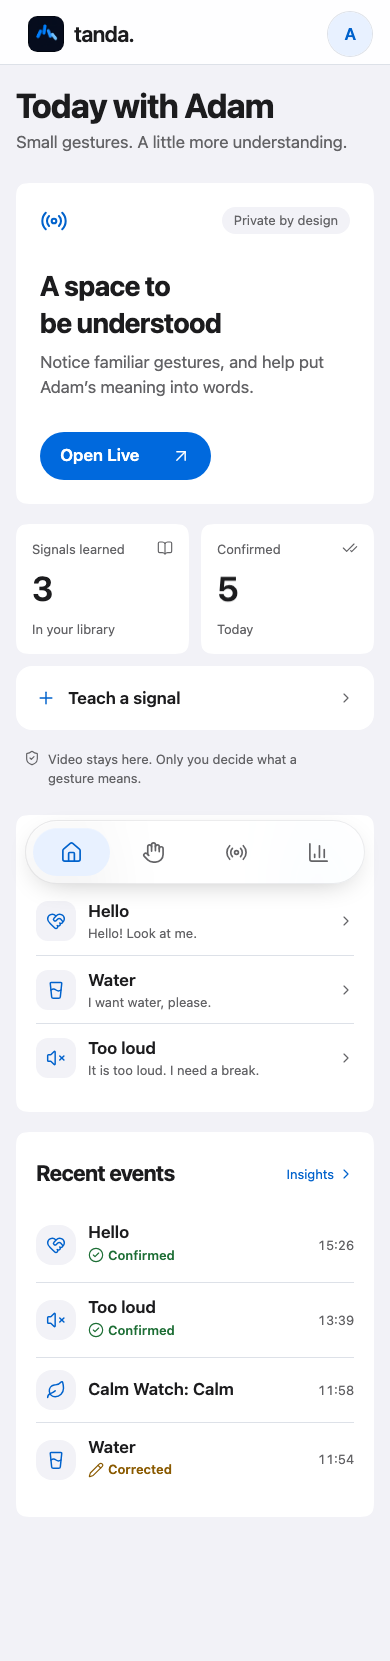 tanda.
A
Today with Adam
Small gestures. A little more understanding.
Private by design
A space to
be understood
Notice familiar gestures, and help put
Adam’s meaning into words.
Open Live
Signals learned
3
In your library
Confirmed
5
Today
Teach a signal
Video stays here. Only you decide what a
gesture means.
Hello
Hello! Look at me.
Water
I want water, please.
Too loud
It is too loud. I need a break.
Recent events
Insights
Hello
Confirmed
15:26
Too loud
Confirmed
13:39
Calm Watch: Calm
11:58
Water
Corrected
11:54